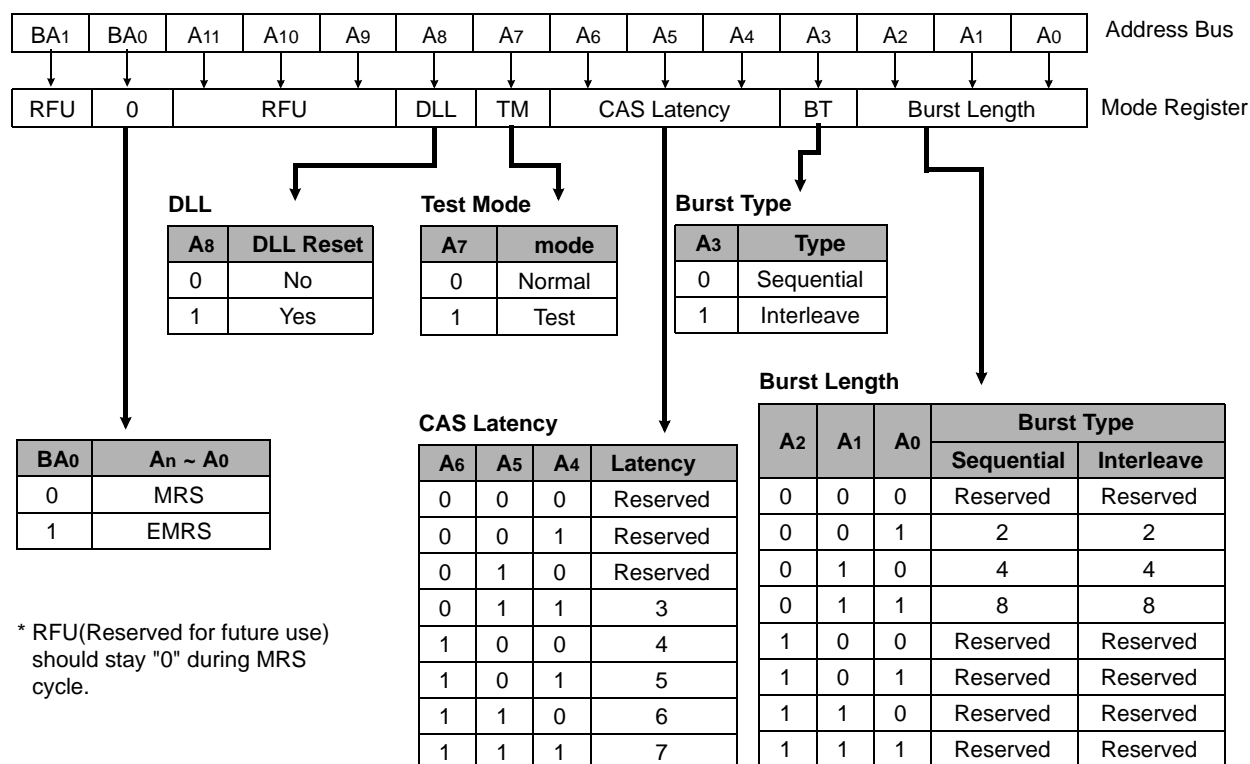 BA1 BA0 A11 A10 A9 A8 A7 A6 A5 A4 A3 A2 A1 A0 Address Bus
RFU 0 RFU DLL TM CAS Latency BT Burst Length Mode Register
DLL
A8 DLL Reset
0 No
1 Yes
Test Mode
A7 mode
0 Normal
1 Test
Burst Type
A3 Type
0 Sequential
1 Interleave
BA0 An ~ A0
0 MRS
1 EMRS
* RFU(Reserved for future use)
should stay "0" during MRS
cycle.
CAS Latency
A6 A5 A4 Latency
0 0 0 Reserved
0 0 1 Reserved
0 1 0 Reserved
0 1 1 3
1 0 0 4
1 0 1 5
1 1 0 6
1 1 1 7
Burst Length
A2 A1 A0 Burst Type
Sequential Interleave
0 0 0 Reserved Reserved
0 0 1 2 2
0 1 0 4 4
0 1 1 8 8
1 0 0 Reserved Reserved
1 0 1 Reserved Reserved
1 1 0 Reserved Reserved
1 1 1 Reserved Reserved